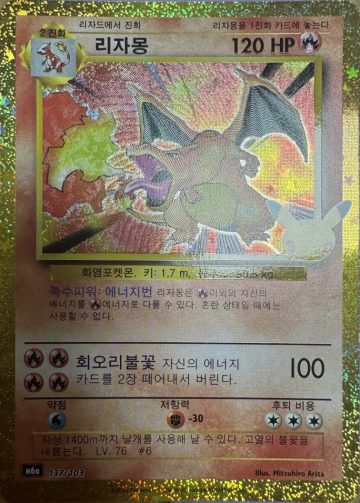 리자드에서 진화 리자몽을 1진화 카드에 놓는다.
2 진화
리자몽 120 HP
화염포켓몬. 키: 1.7 m,
특수파워: 에너지번 리자몽은 이외의 자신의
에너지를 에너지로 다룰 수 있다. 혼란 상태일 때에는
사용할 수 없다.
회오리불꽃 자신의 에너지 100
카드를 2장 떼어내서 버린다.
약점 저항력 후퇴 비용
-30
지상 1400m까지 날개를 사용해 날 수 있다. 고열의 불꽃을
내뿜는다. LV. 76 #6
M6a 137/103 Illus. Mitsuhiro Arita